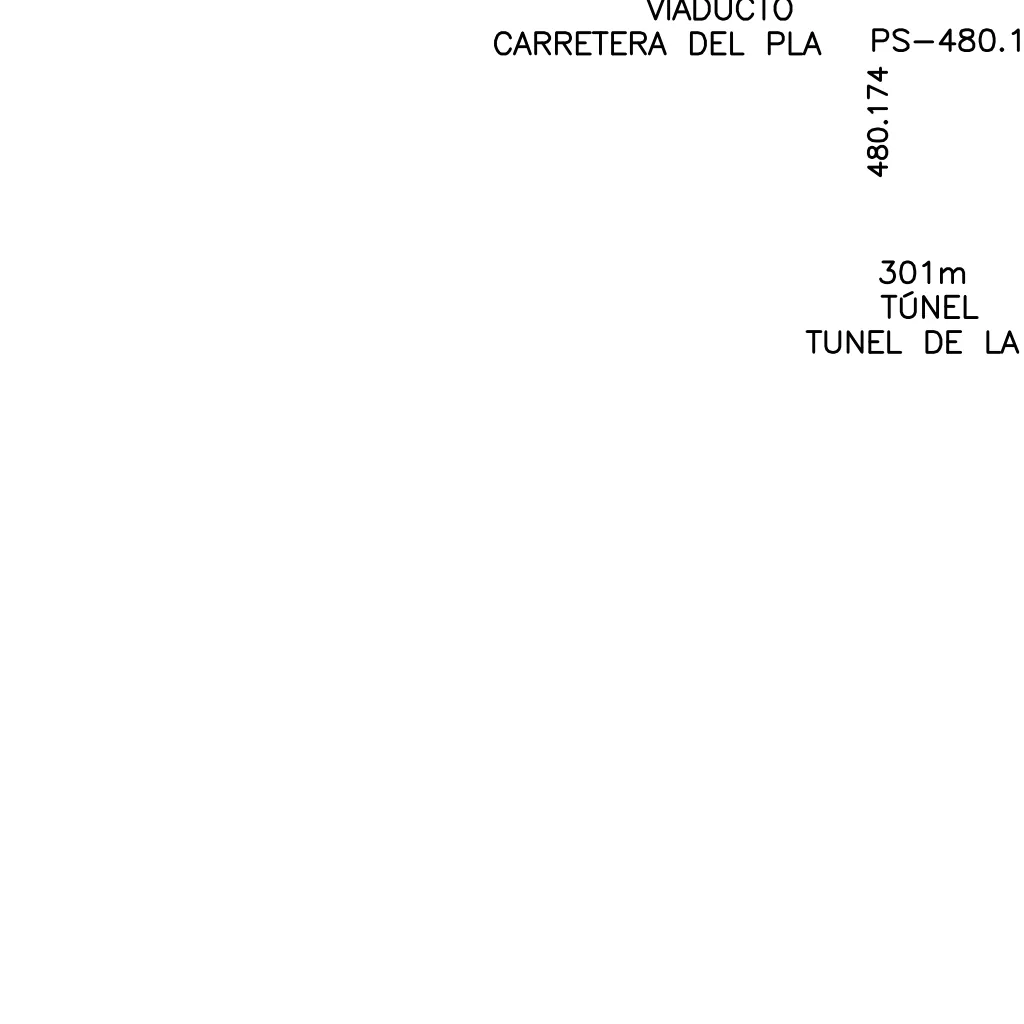 VIADUCTO
CARRETERA DEL PLA
PS-480.1
480.174
301m
TÚNEL
TUNEL DE LA